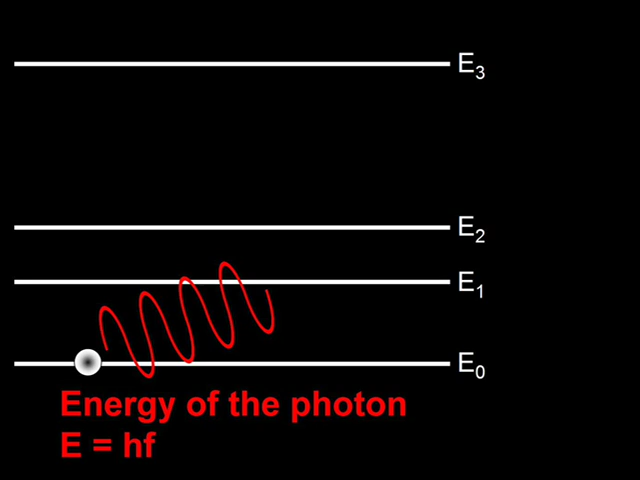 E₃
E₂
E₁
E₀
Energy of the photon
E = hf